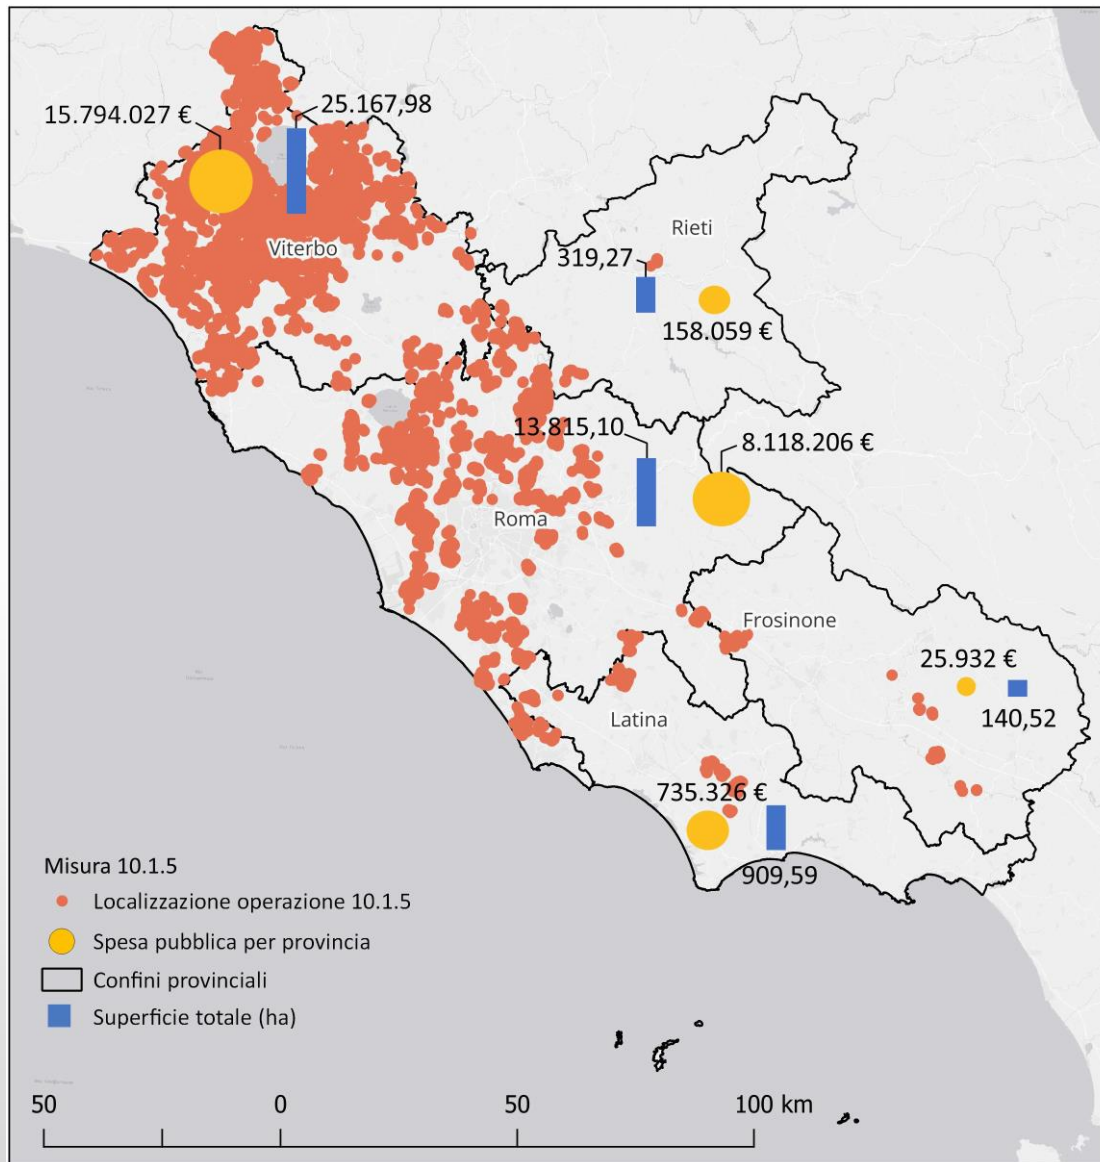 25.167,98
15.794.027 €
Rieti
Viterbo
319,27
158.059 €
13.815,10
8.118.206 €
Roma
Frosinone
25.932 €
Latina
140,52
735.326 €
909,59
Misura 10.1.5
Localizzazione operazione 10.1.5
Spesa pubblica per provincia
Confini provinciali
Superficie totale (ha)
50
0
50
100 km